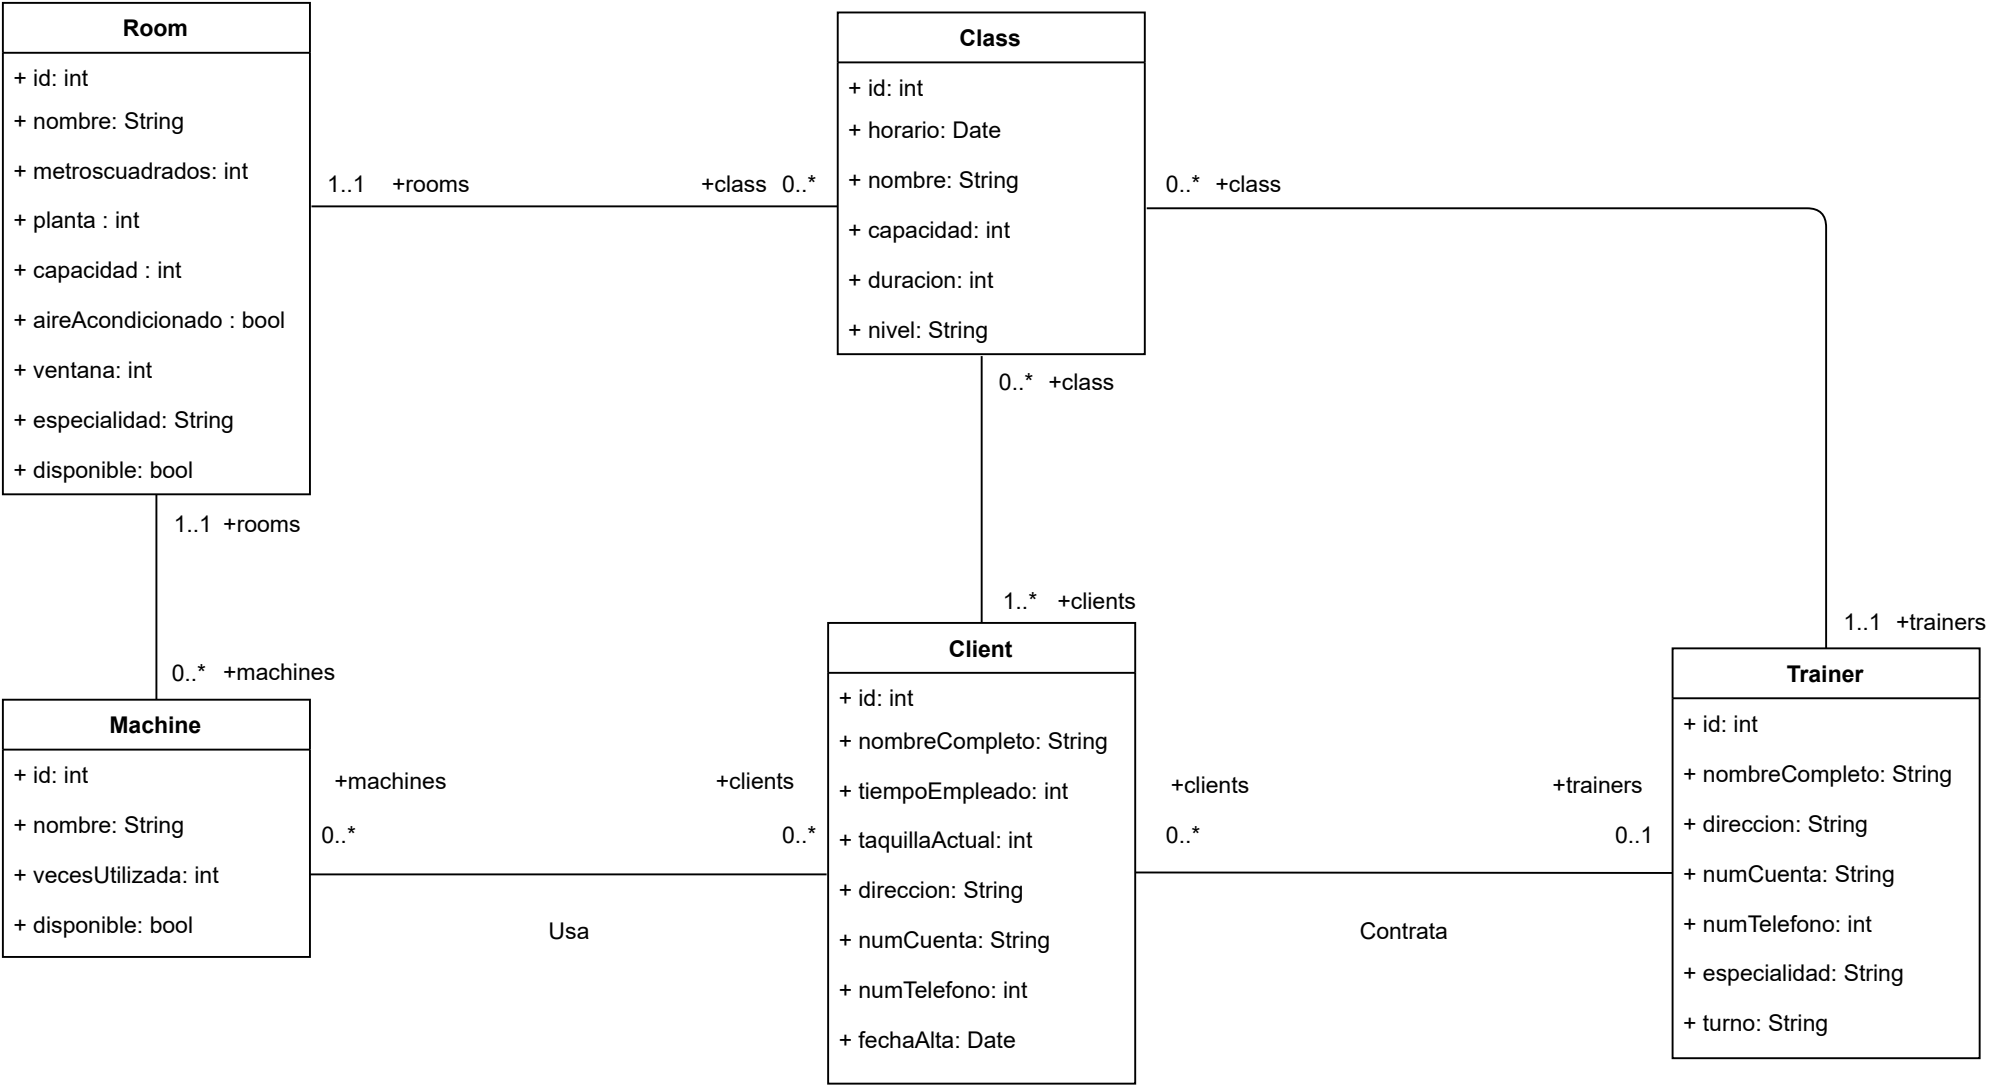 Room
+ id: int
+ nombre: String
+ metroscuadrados: int
+ planta : int
+ capacidad : int
+ aireAcondicionado : bool
+ ventana: int
+ especialidad: String
+ disponible: bool
1..1 +rooms
+class 0..*
Class
+ id: int
+ horario: Date
+ nombre: String
+ capacidad: int
+ duracion: int
+ nivel: String
0..* +class
0..* +class
1..1 +rooms
0..* +machines
1..* +clients
1..1 +trainers
Machine
+ id: int
+ nombre: String
+ vecesUtilizada: int
+ disponible: bool
+machines
0..*
+clients
0..*
Usa
Client
+ id: int
+ nombreCompleto: String
+ tiempoEmpleado: int
+ taquillaActual: int
+ direccion: String
+ numCuenta: String
+ numTelefono: int
+ fechaAlta: Date
+clients
0..*
+trainers
0..1
Contrata
Trainer
+ id: int
+ nombreCompleto: String
+ direccion: String
+ numCuenta: String
+ numTelefono: int
+ especialidad: String
+ turno: String